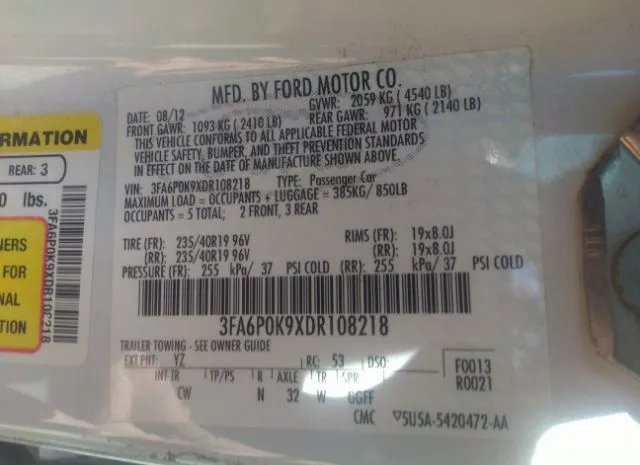 MFD. BY FORD MOTOR CO.
DATE: 08/12
GVWR: 2059 KG ( 4540 LB)
FRONT GAWR: 1093 KG ( 2410 LB)
REAR GAWR: 971 KG ( 2140 LB)
THIS VEHICLE CONFORMS TO ALL APPLICABLE FEDERAL MOTOR
VEHICLE SAFETY, BUMPER, AND THEFT PREVENTION STANDARDS
IN EFFECT ON THE DATE OF MANUFACTURE SHOWN ABOVE.
VIN: 3FA6P0K9XDR108218 TYPE: Passenger Car
MAXIMUM LOAD = OCCUPANTS + LUGGAGE = 385KG/ 850LB
OCCUPANTS = 5 TOTAL; 2 FRONT, 3 REAR
TIRE (FR): 235/40R19 96V RIMS (FR): 19x8.0J
(RR): 235/40R19 96V (RR): 19x8.0J
PRESSURE (FR): 255 kPa/ 37 PSI COLD (RR): 255 kPa/37 PSI COLD
3FA6P0K9XDR108218
TRAILER TOWING - SEE OWNER GUIDE
EXT PNT: YZ RC: 53 DSO:
F0013
R0021
INT TR TP/PS R AXLE TR SPR
CW N 32 W GGFF
CMC 5U5A-5420472-AA
ORMATION
REAR: 3
0 lbs.
NERS
FOR
NAL
3FA6P0K9XDR108218